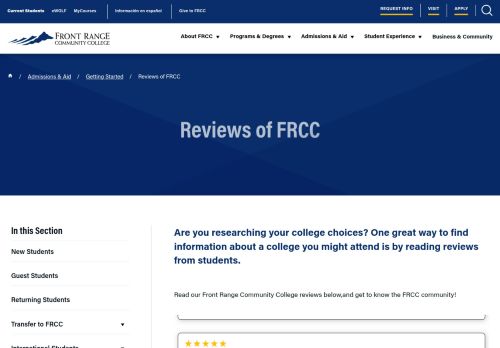 Current Students eWOLF MyCourses Información en español Give to FRCC REQUEST INFO VISIT APPLY
FRONT RANGE
COMMUNITY COLLEGE
About FRCC Programs & Degrees Admissions & Aid Student Experience Business & Community
/ Admissions & Aid / Getting Started / Reviews of FRCC
Reviews of FRCC
In this Section
New Students
Guest Students
Returning Students
Transfer to FRCC
International Students
Are you researching your college choices? One great way to find
information about a college you might attend is by reading reviews
from students.
Read our Front Range Community College reviews below,and get to know the FRCC community!